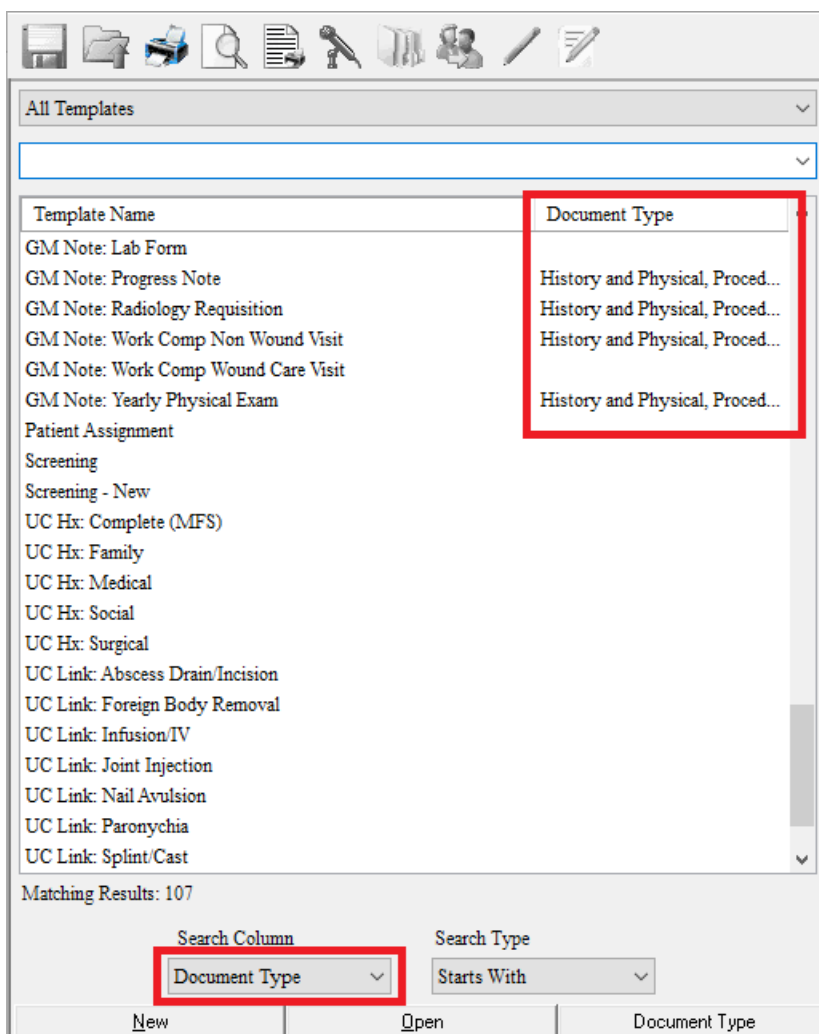 All Templates
Template Name Document Type
GM Note: Lab Form
GM Note: Progress Note History and Physical, Proced...
GM Note: Radiology Requisition History and Physical, Proced...
GM Note: Work Comp Non Wound Visit History and Physical, Proced...
GM Note: Work Comp Wound Care Visit
GM Note: Yearly Physical Exam History and Physical, Proced...
Patient Assignment
Screening
Screening - New
UC Hx: Complete (MFS)
UC Hx: Family
UC Hx: Medical
UC Hx: Social
UC Hx: Surgical
UC Link: Abscess Drain/Incision
UC Link: Foreign Body Removal
UC Link: Infusion/IV
UC Link: Joint Injection
UC Link: Nail Avulsion
UC Link: Paronychia
UC Link: Splint/Cast
Matching Results: 107
Search Column Search Type
Document Type Starts With
New Open Document Type